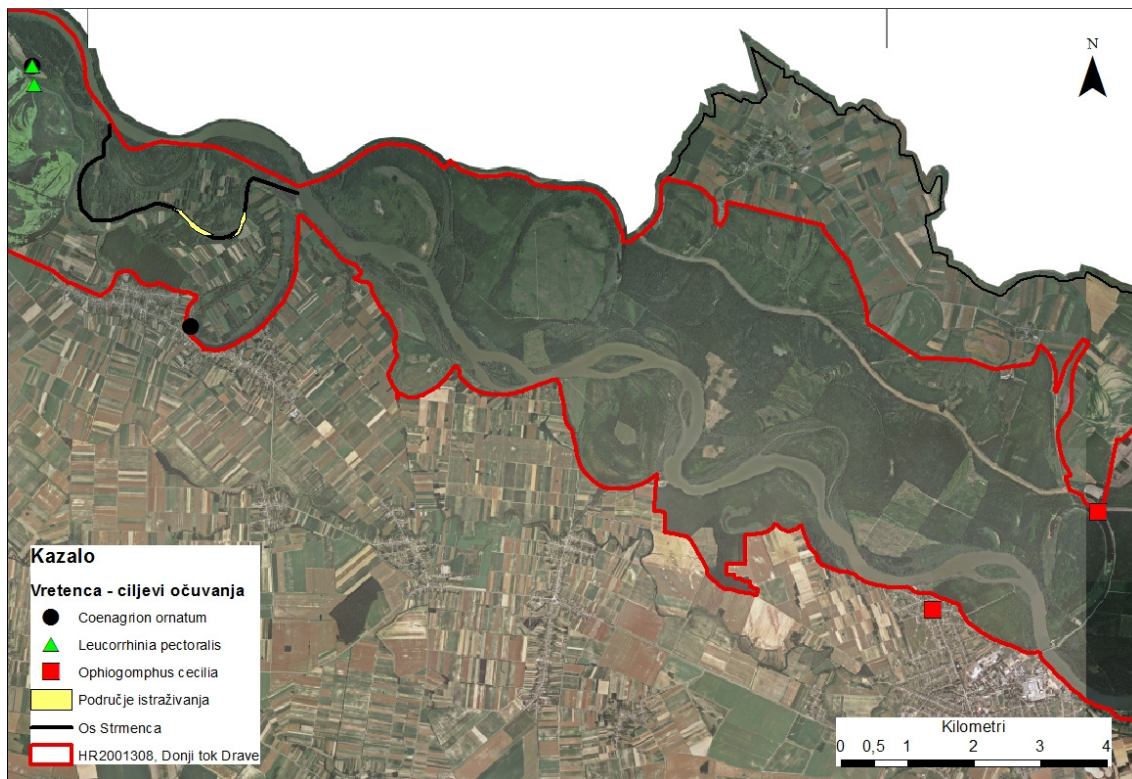 N
Kazalo
Vretenca - ciljevi očuvanja
Coenagrion ornatum
Leucorrhinia pectoralis
Ophiogomphus cecilia
Područje istraživanja
Os Strmenca
HR2001308, Donji tok Drave
Kilometri
0 0,5 1 2 3 4